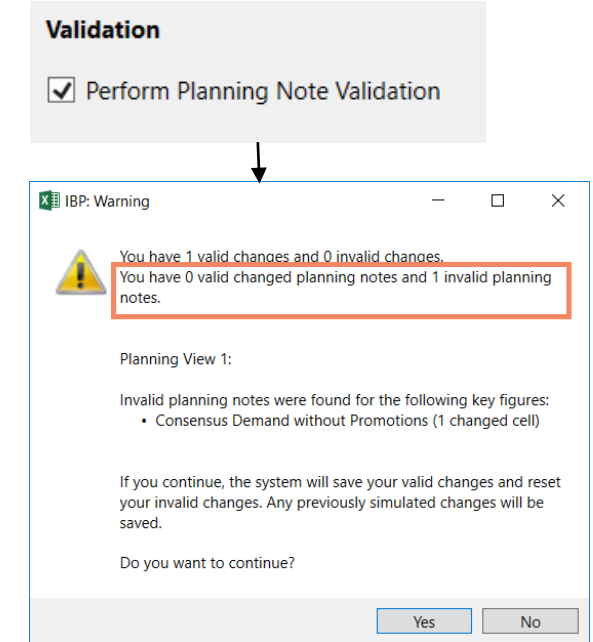 Validation
Perform Planning Note Validation
IBP: Warning
You have 1 valid changes and 0 invalid changes.
You have 0 valid changed planning notes and 1 invalid planning
notes.
Planning View 1:
Invalid planning notes were found for the following key figures:
• Consensus Demand without Promotions (1 changed cell)
If you continue, the system will save your valid changes and reset
your invalid changes. Any previously simulated changes will be
saved.
Do you want to continue?
Yes
No